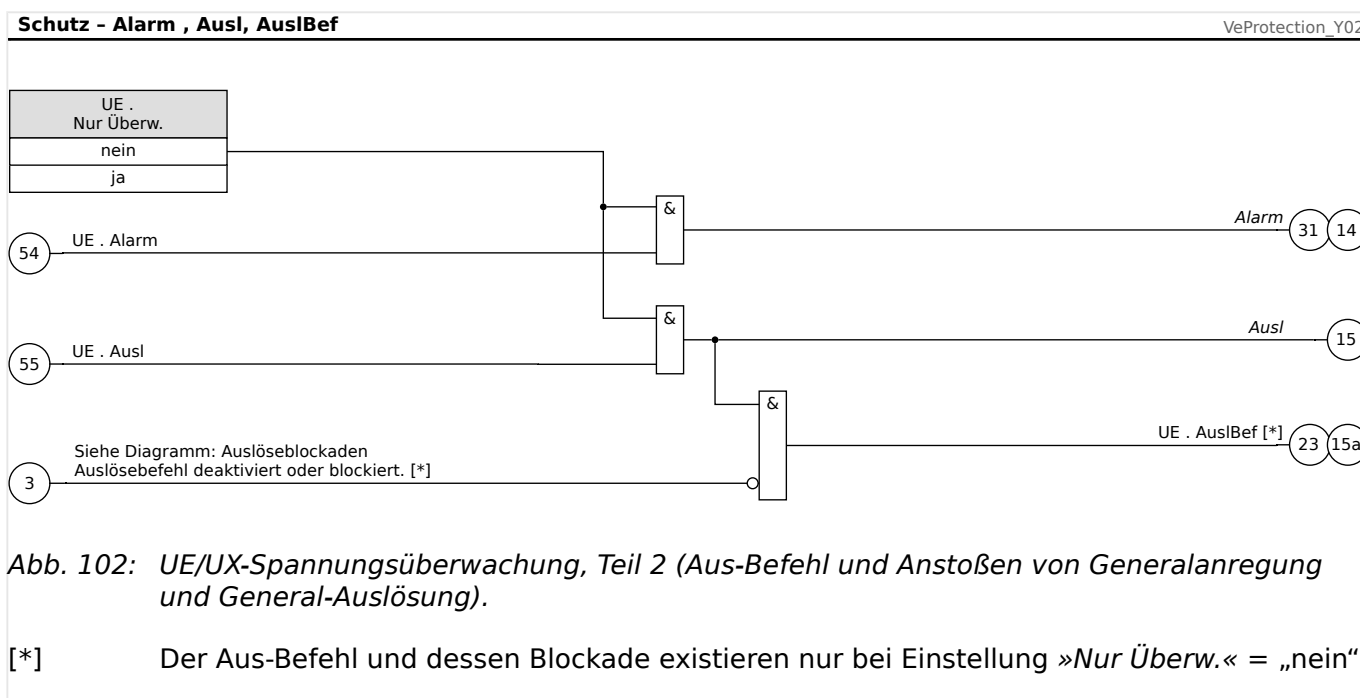 Schutz – Alarm , Ausl, AuslBef
VeProtection_Y02
UE .
Nur Überw.
nein
ja
&
Alarm
31
14
54
UE . Alarm
&
Ausl
15
55
UE . Ausl
&
UE . AuslBef [*]
23
15a
Siehe Diagramm: Auslöseblockaden
Auslösebefehl deaktiviert oder blockiert. [*]
3
Abb. 102: UE/UX-Spannungsüberwachung, Teil 2 (Aus-Befehl und Anstoßen von Generalanregung
und General-Auslösung).
[*] Der Aus-Befehl und dessen Blockade existieren nur bei Einstellung »Nur Überw.« = „nein“